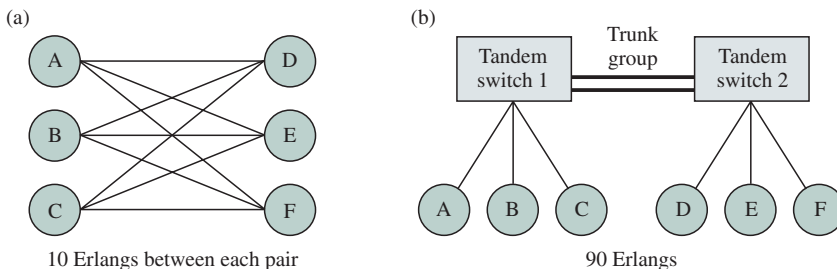 (a)
A
B
C
D
E
F
10 Erlangs between each pair
(b)
Tandem
switch 1
Trunk
group
Tandem
switch 2
A
B
C
D
E
F
90 Erlangs